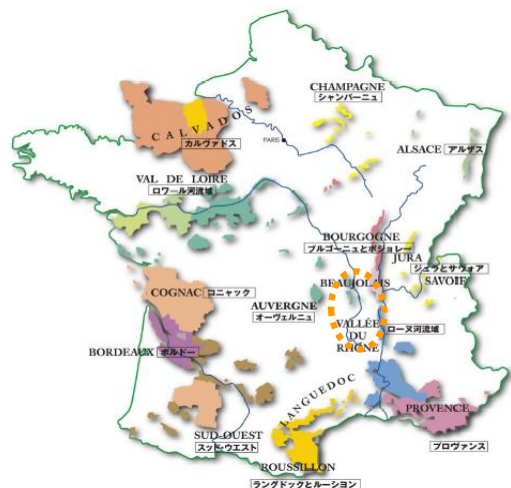 CHAMPAGNE
シャンパーニュ
CALVADOS
カルヴァドス
PARIS
ALSACE アルザス
VAL DE LOIRE
ロワール河流域
BOURGOGNE
ブルゴーニュとボジョレー
JURA
ジュラとサヴォア
SAVOIE
BEAUJOLAIS
COGNAC コニャック
AUVERGNE
オーヴェルニュ
VALLÉE
DU
RHÔNE
ローヌ河流域
BORDEAUX ボルドー
LANGUEDOC
PROVENCE
プロヴァンス
SUD-OUEST
スッド・ウエスト
ROUSSILLON
ラングドックとルーション